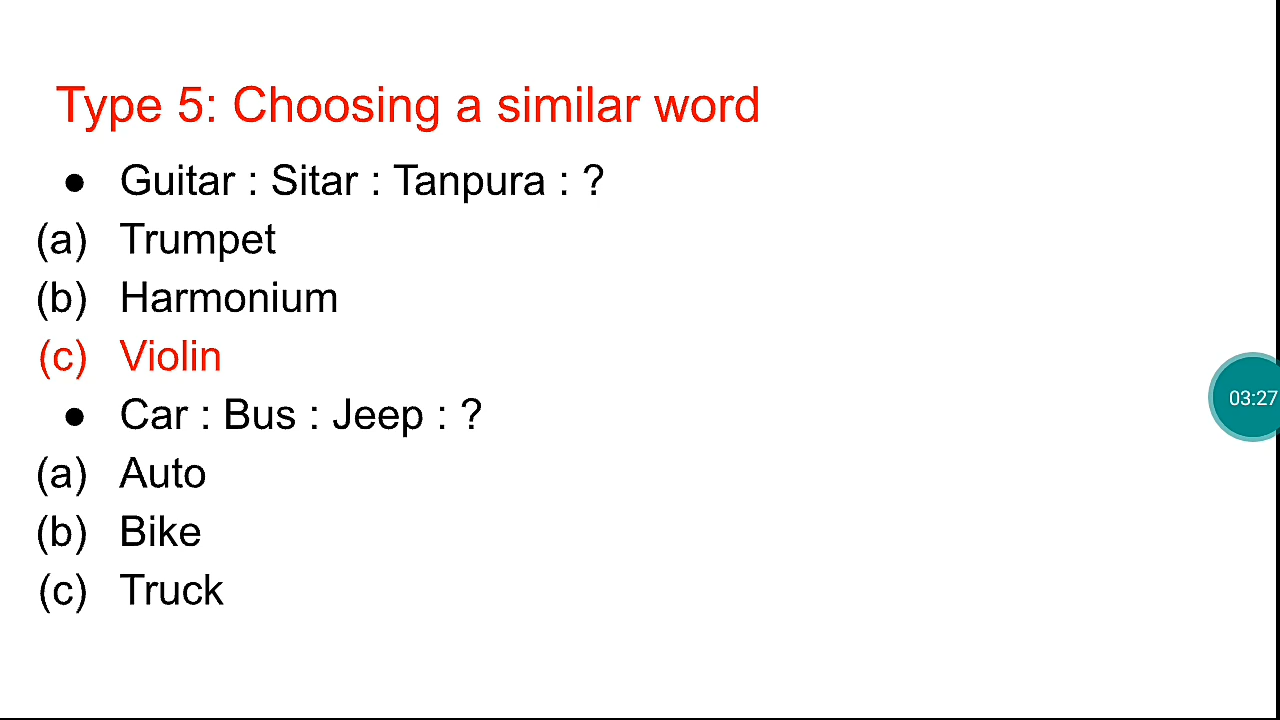 Type 5: Choosing a similar word
● Guitar : Sitar : Tanpura : ?
(a) Trumpet
(b) Harmonium
(c) Violin
● Car : Bus : Jeep : ?
(a) Auto
(b) Bike
(c) Truck
03:27